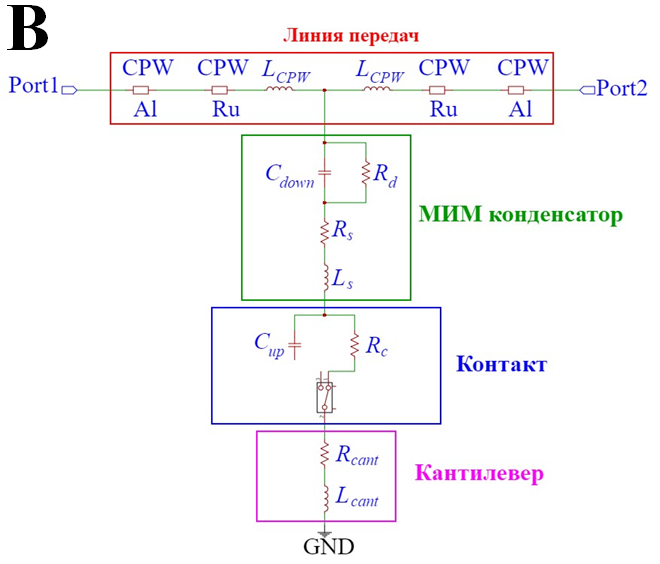 B
Линия передач
CPW CPW L_CPW L_CPW CPW CPW
Port1 Port2
Al Ru Ru Al
C_down R_d
МИМ конденсатор
R_s
L_s
C_up R_c
Контакт
R_cant
Кантилевер
L_cant
GND